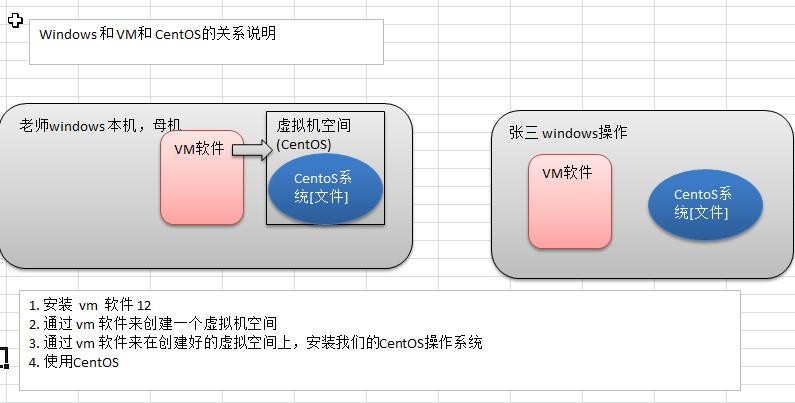 Windows 和 VM和 CentOS的关系说明
老师windows 本机，母机
虚拟机空间
(CentOS)
VM软件
CentoS系
统[文件]
张三 windows操作
VM软件
CentoS系
统[文件]
1. 安装 vm 软件 12
2. 通过 vm 软件来创建一个虚拟机空间
3. 通过 vm 软件来在创建好的虚拟空间上，安装我们的CentOS操作系统
4. 使用CentOS